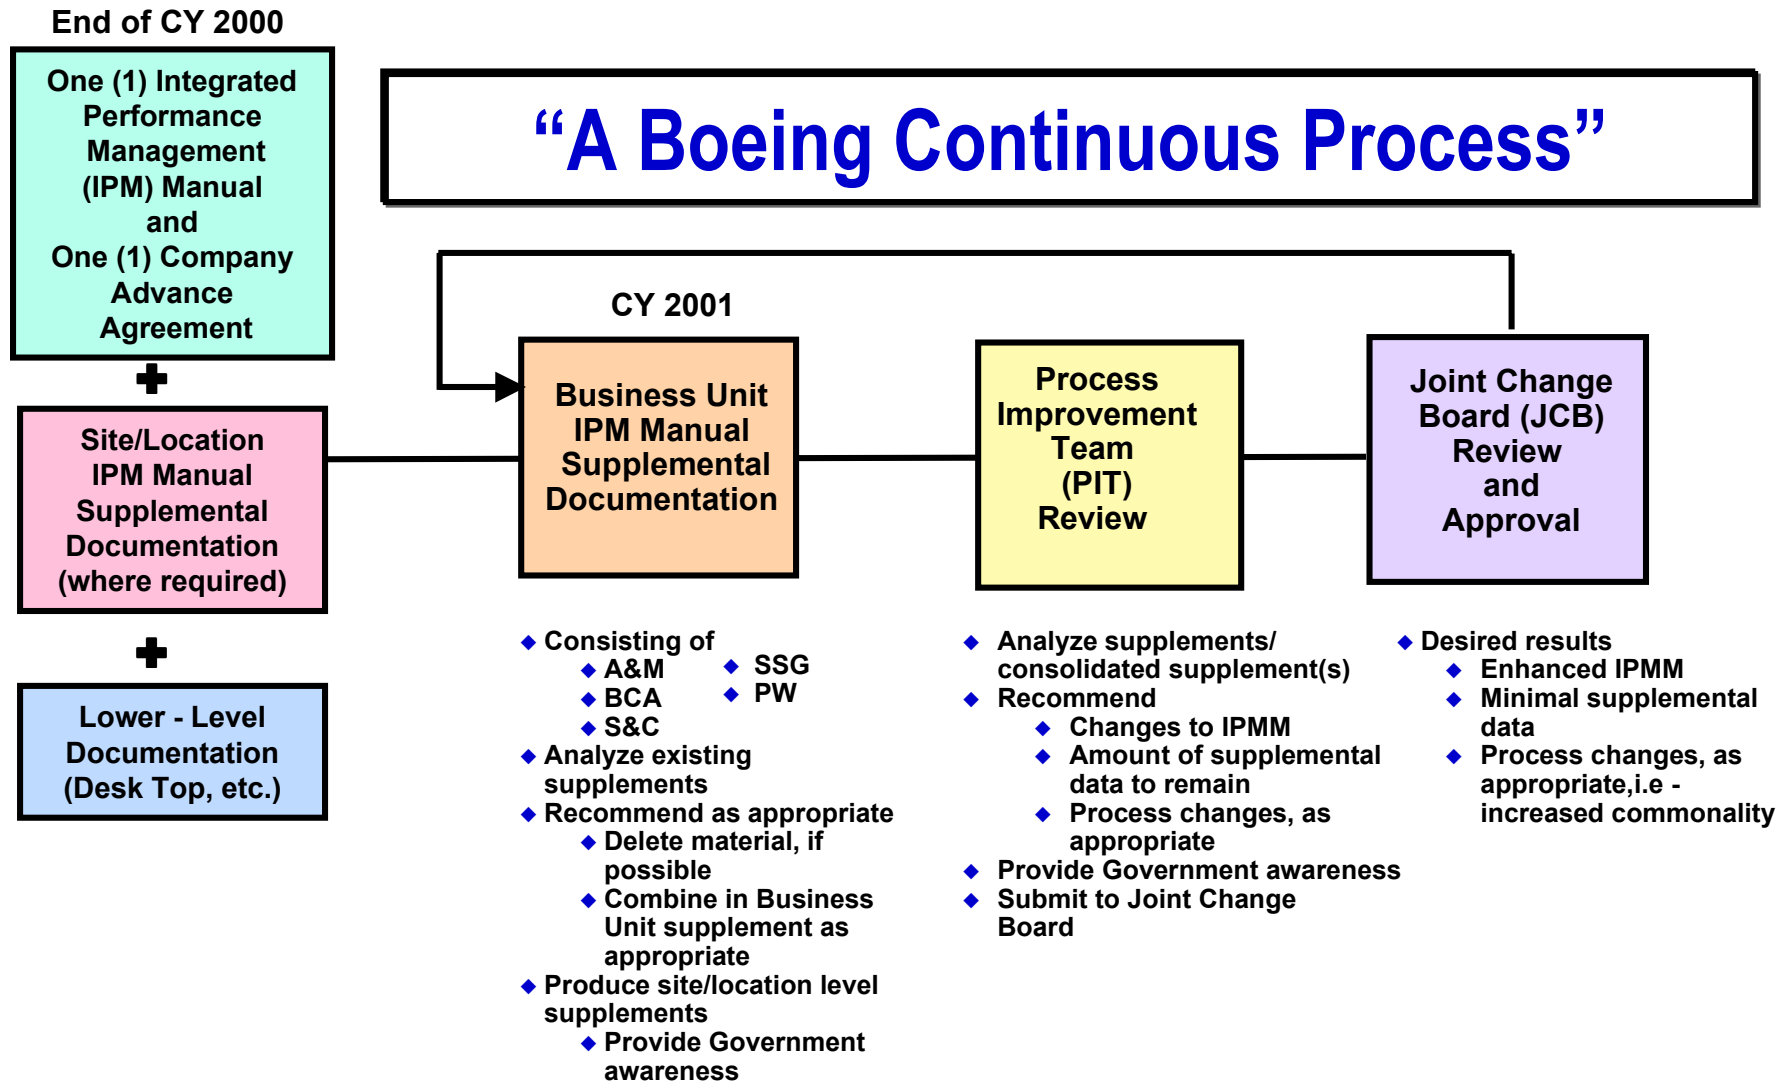 End of CY 2000
One (1) Integrated
Performance
Management
(IPM) Manual
and
One (1) Company
Advance
Agreement
Site/Location
IPM Manual
Supplemental
Documentation
(where required)
Lower - Level
Documentation
(Desk Top, etc.)
“A Boeing Continuous Process”
CY 2001
Business Unit
IPM Manual
Supplemental
Documentation
Process
Improvement
Team
(PIT)
Review
Joint Change
Board (JCB)
Review
and
Approval
Consisting of
A&M
BCA
S&C
SSG
PW
Analyze existing
supplements
Recommend as appropriate
Delete material, if
possible
Combine in Business
Unit supplement as
appropriate
Produce site/location level
supplements
Provide Government
awareness
Analyze supplements/
consolidated supplement(s)
Recommend
Changes to IPMM
Amount of supplemental
data to remain
Process changes, as
appropriate
Provide Government awareness
Submit to Joint Change
Board
Desired results
Enhanced IPMM
Minimal supplemental
data
Process changes, as
appropriate,i.e -
increased commonality